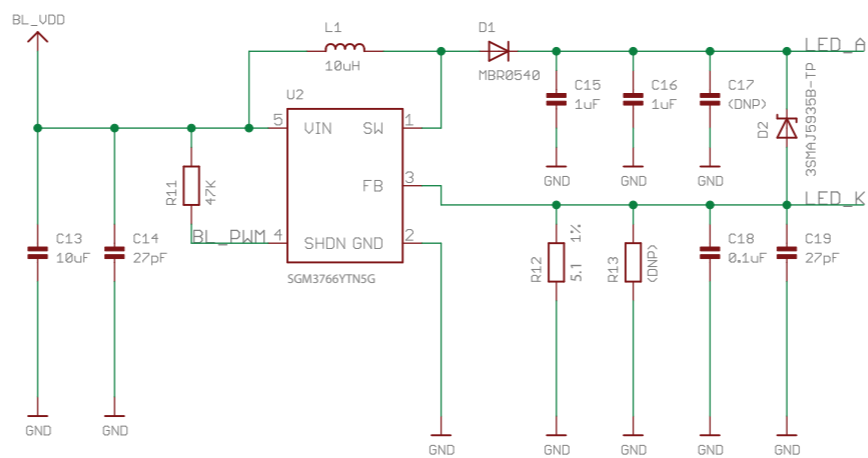 BL_VDD
L1
10uH
D1
MBR0540
LED_A
C15
1uF
C16
1uF
C17
(DNP)
D2
3SMAJ5935B-TP
GND
GND
GND
U2
5
VIN
SW
1
FB
3
4
SHDN
GND
2
SGM3766YTN5G
R11
47K
BL_PWM
LED_K
C13
10uF
C14
27pF
R12
5.1
1%
R13
(DNP)
C18
0.1uF
C19
27pF
GND
GND
GND
GND
GND
GND
GND